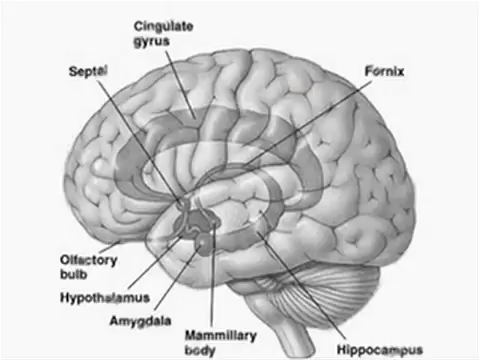 Cingulate
gyrus
Septal
Fornix
Olfactory
bulb
Hypothalamus
Amygdala
Mammillary
body
Hippocampus